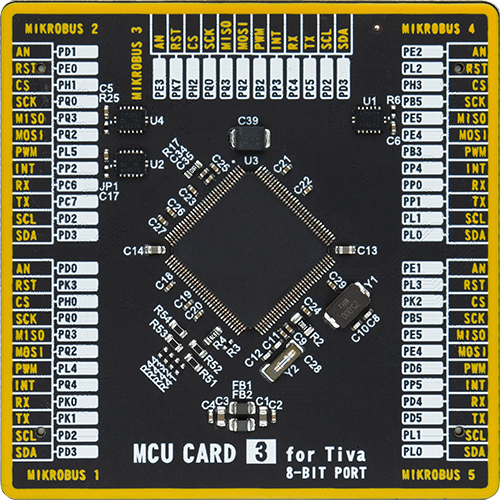 MIKROBUS 2
AN PD1
RST PE0
CS PH1
SCK PQ0
MISO PQ3
MOSI PQ2
PWM PL5
INT PP2
RX PC6
TX PC7
SCL PD2
SDA PD3
MIKROBUS 3
AN PE3
RST PK7
CS PH2
SCK PQ0
MISO PQ3
MOSI PQ2
PWM PB2
INT PP3
RX PC4
TX PC5
SCL PD2
SDA PD3
MIKROBUS 4
PE2 AN
PL2 RST
PH3 CS
PB5 SCK
PE5 MISO
PE4 MOSI
PB3 PWM
PP4 INT
PP0 RX
PP1 TX
PL1 SCL
PL0 SDA
C5
R25
U4
U2
JP1
C17
C39
U3
U1
R6
C6
R17
C21
C22
C26
C27
C23
C14
C13
C18
C19
C20
C29
Y1
C10 C8
R54
R53
R52
R51
R4
C24
R2
C9
C11
C12
Y2
C28
FB1
FB2
C4 C3
C1 C2
AN PD0
RST PK3
CS PH0
SCK PQ0
MISO PQ3
MOSI PQ2
PWM PL4
INT PQ4
RX PK0
TX PK1
SCL PD2
SDA PD3
MIKROBUS 1
PE1 AN
PL3 RST
PK2 CS
PB5 SCK
PE5 MISO
PE4 MOSI
PD6 PWM
PP5 INT
PD4 RX
PD5 TX
PL1 SCL
PL0 SDA
MIKROBUS 5
MCU CARD 3 for Tiva
8-BIT PORT